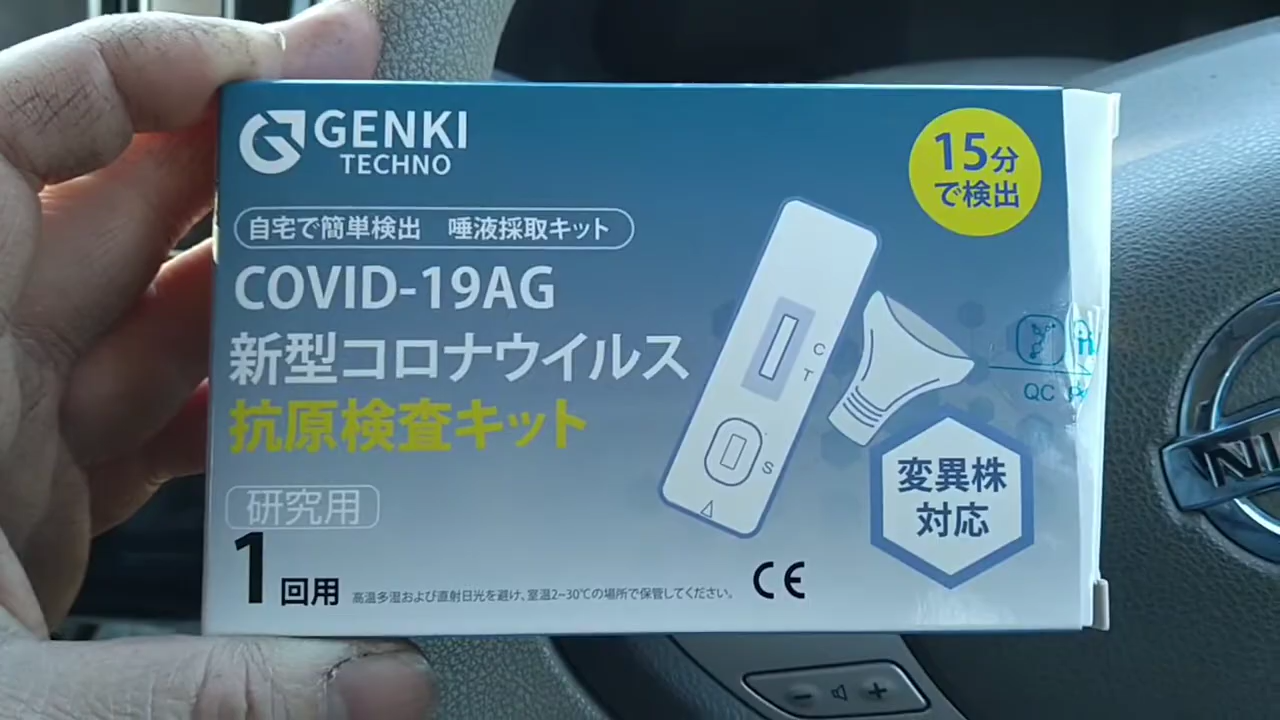 GENKI
TECHNO
15分
で検出
自宅で簡単検出 唾液採取キット
COVID-19AG
新型コロナウイルス
抗原検査キット
C
T
S
QC
変異株
対応
研究用
1回用
高温多湿および直射日光を避け、室温2~30℃の場所で保管してください。
CE